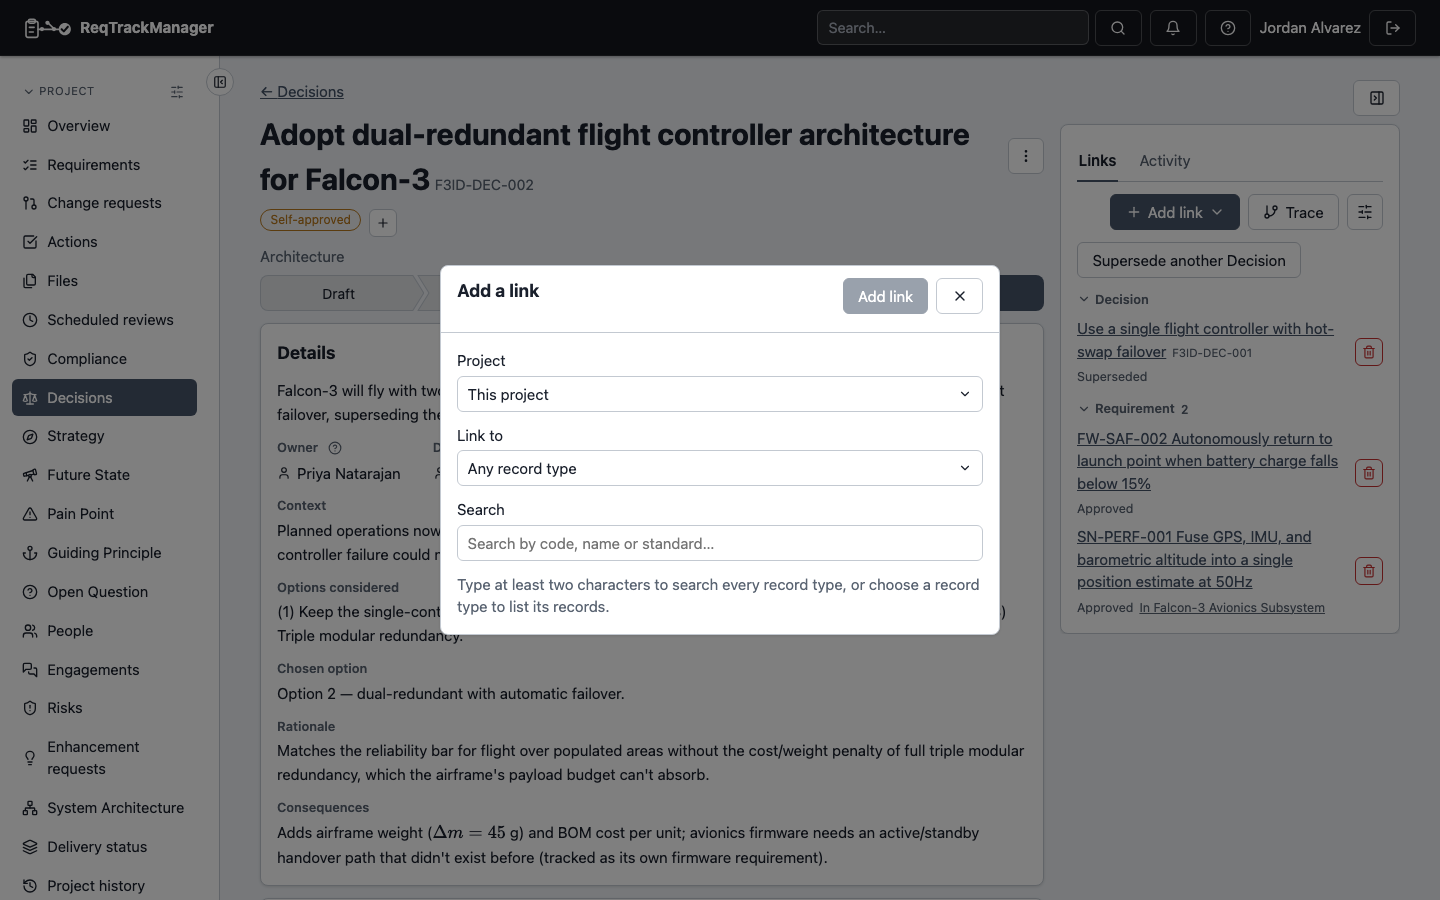 ReqTrackManager
Search...
Jordan Alvarez
PROJECT
Overview
Requirements
Change requests
Actions
Files
Scheduled reviews
Compliance
Decisions
Strategy
Future State
Pain Point
Guiding Principle
Open Question
People
Engagements
Risks
Enhancement
requests
System Architecture
Delivery status
Project history
← Decisions
Adopt dual-redundant flight controller architecture
for Falcon-3 F3ID-DEC-002
Self-approved
Architecture
Draft
Details
Falcon-3 will fly with
failover, superseding the
Owner
Priya Natarajan
Context
Planned operations now
controller failure could
Options considered
(1) Keep the
Triple modular redundancy.
Chosen option
Option 2 — dual-redundant with automatic failover.
Rationale
Matches the reliability bar for flight over populated areas without the cost/weight penalty of full triple modular
redundancy, which the airframe's payload budget can't absorb.
Consequences
Adds airframe weight (Δm = 45 g) and BOM cost per unit; avionics firmware needs an active/standby
handover path that didn't exist before (tracked as its own firmware requirement).
Add a link
Add link
Project
This project
Link to
Any record type
Search
Search by code, name or standard...
Type at least two characters to search every record type, or choose a record
type to list its records.
Links
Activity
Add link
Trace
Supersede another Decision
Decision
Use a single flight controller with hot-
swap failover F3ID-DEC-001
Superseded
Requirement 2
FW-SAF-002 Autonomously return to
launch point when battery charge falls
below 15%
Approved
SN-PERF-001 Fuse GPS, IMU, and
barometric altitude into a single
position estimate at 50Hz
Approved In Falcon-3 Avionics Subsystem